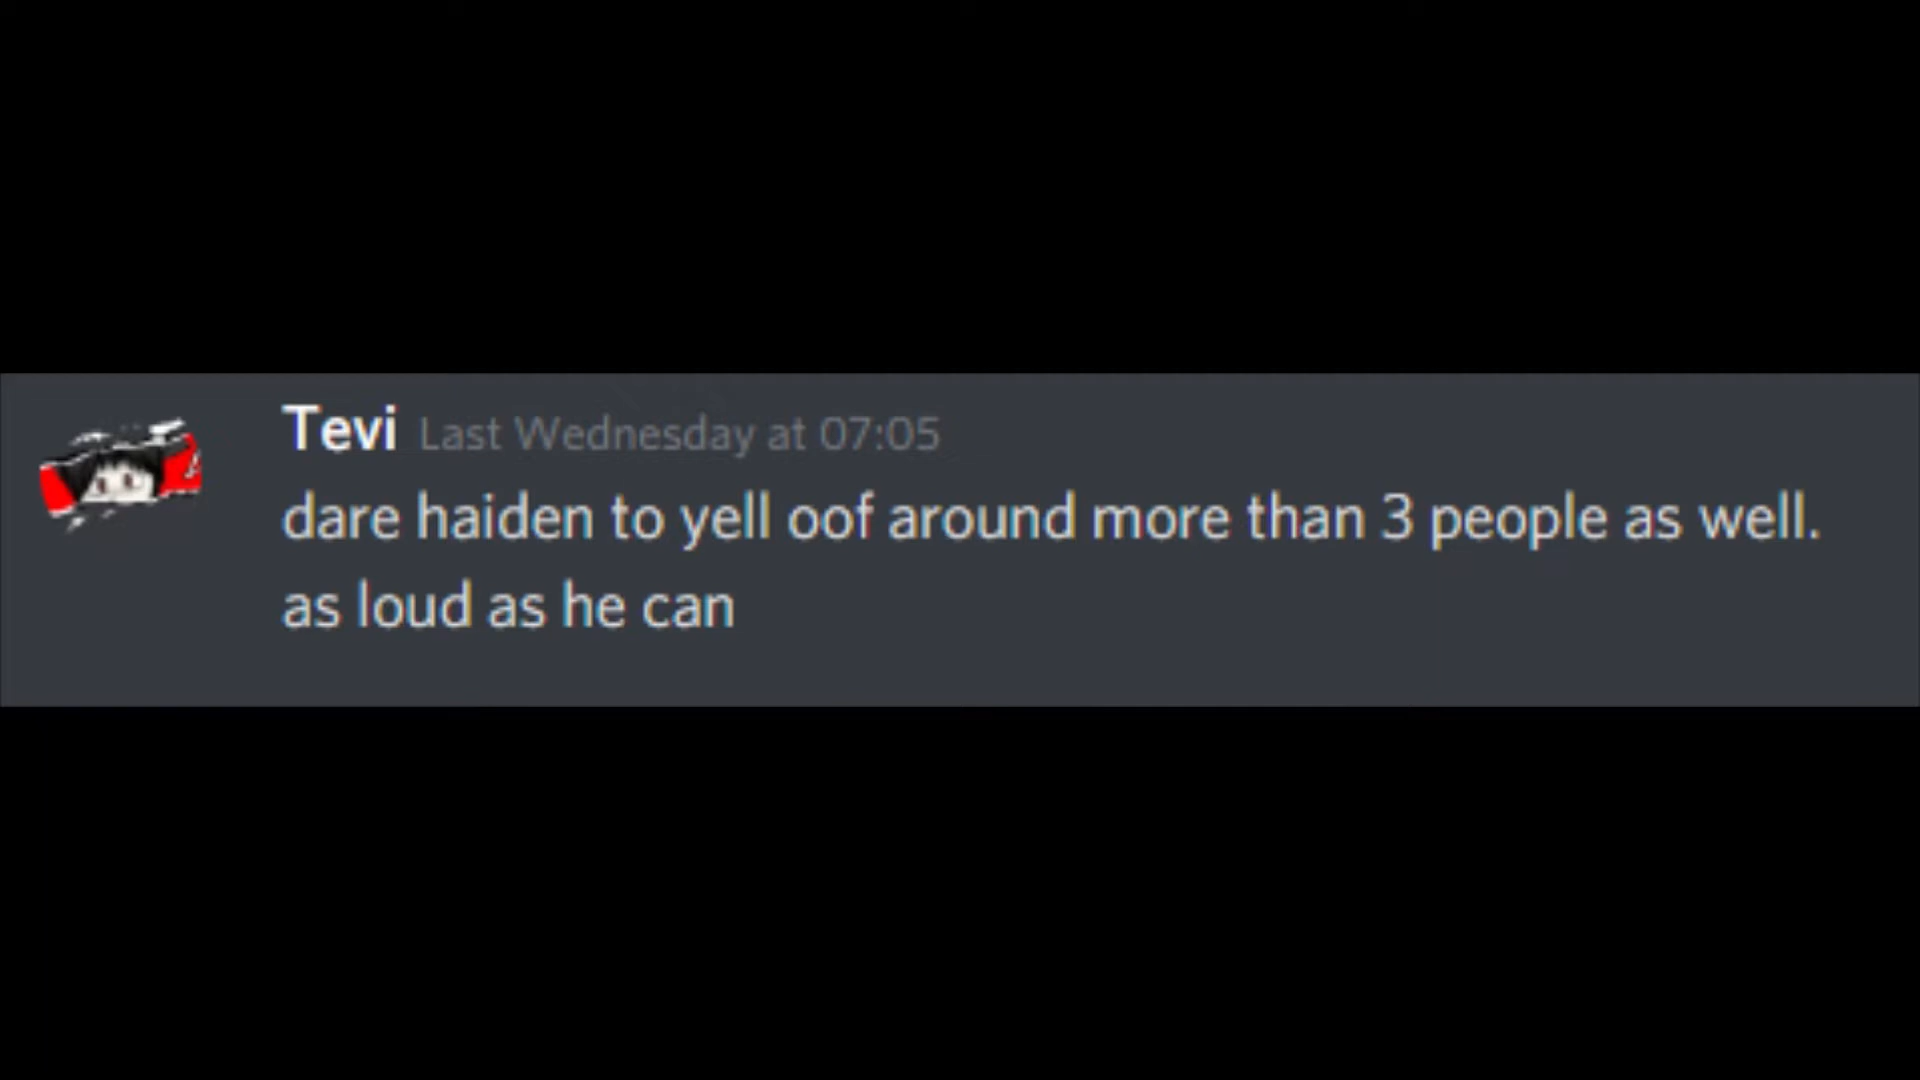 Tevi Last Wednesday at 07:05
dare haiden to yell oof around more than 3 people as well.
as loud as he can